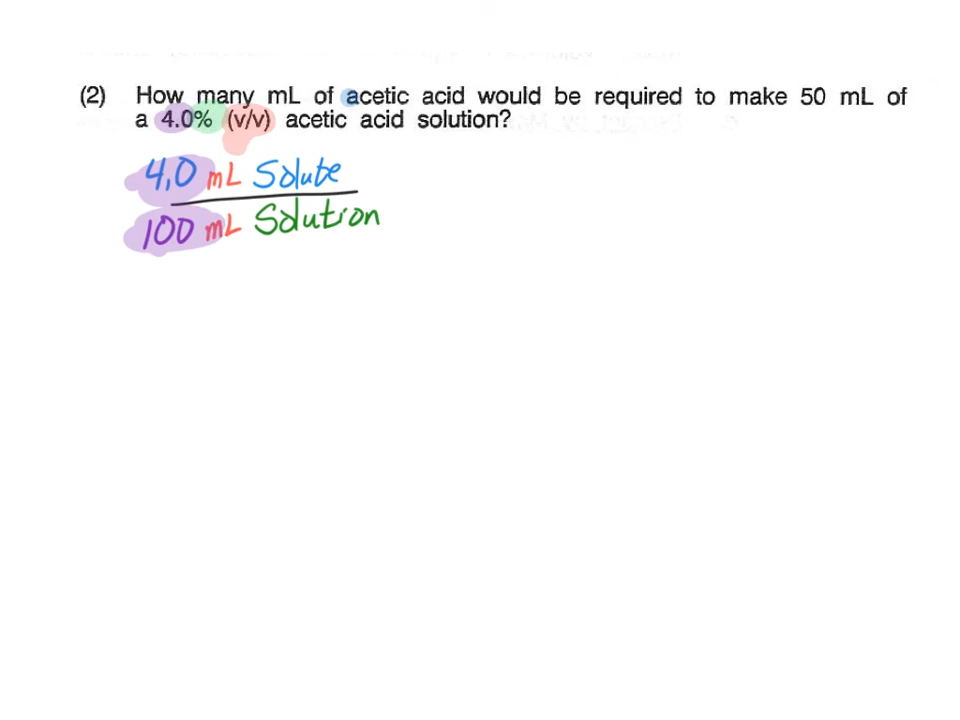 (2) How many mL of acetic acid would be required to make 50 mL of
a 4.0% (v/v) acetic acid solution?
4.0 mL Solute
100 mL Solution